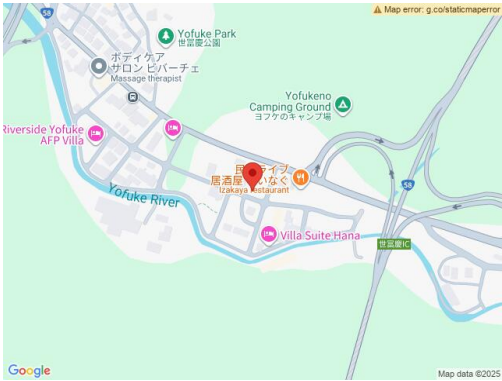 Map error: g.co/staticmaperror
58
Yofuke Park
世冨慶公園
ボディケア
サロン ビバーチェ
Massage therapist
Yofukeno
Camping Ground
ヨフケのキャンプ場
Riverside Yofuke
AFP Villa
居酒屋
Izakaya restaurant
58
Yofuke River
Villa Suite Hana
世冨慶IC
Google
Map data ©2025